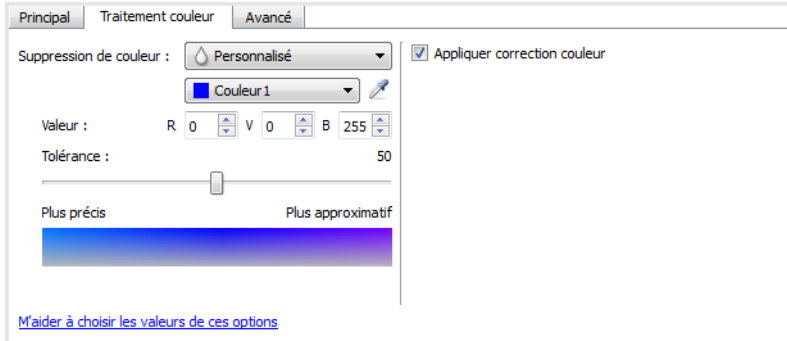 Principal Traitement couleur Avancé
Suppression de couleur : Personnalisé
Appliquer correction couleur
Couleur1
Valeur : R 0 V 0 B 255
Tolérance : 50
Plus précis Plus approximatif
M'aider à choisir les valeurs de ces options